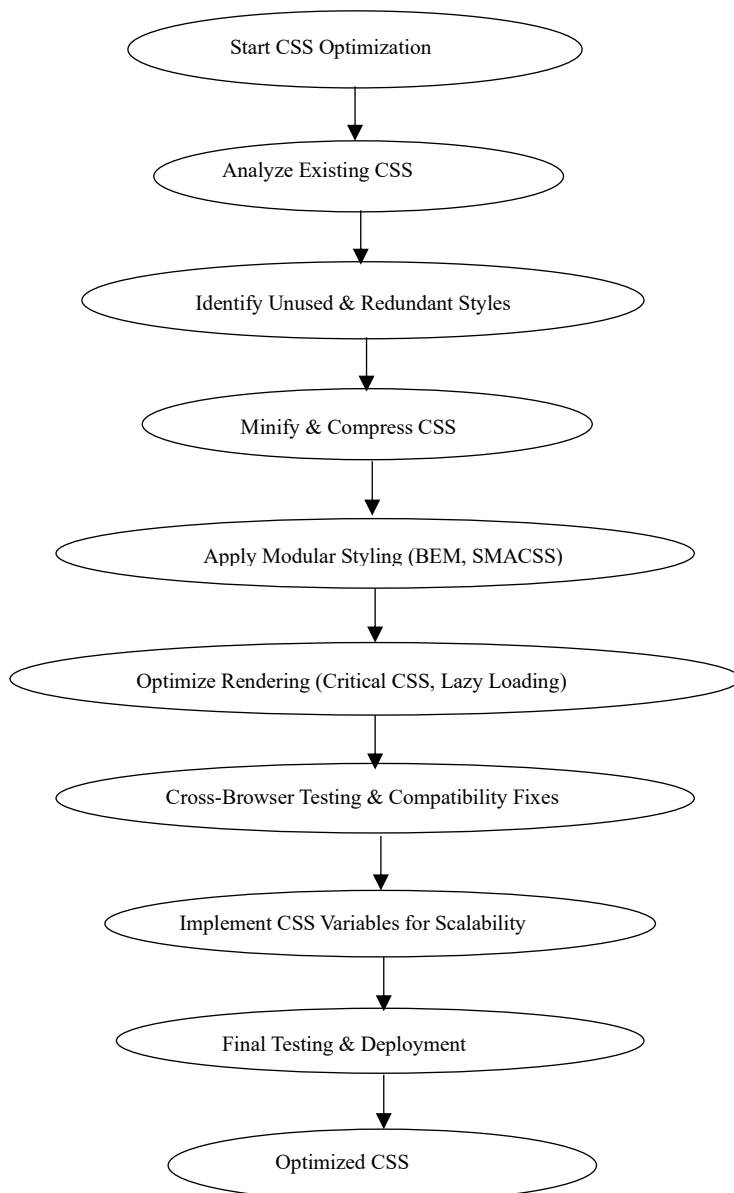 Start CSS Optimization
Analyze Existing CSS
Identify Unused & Redundant Styles
Minify & Compress CSS
Apply Modular Styling (BEM, SMACSS)
Optimize Rendering (Critical CSS, Lazy Loading)
Cross-Browser Testing & Compatibility Fixes
Implement CSS Variables for Scalability
Final Testing & Deployment
Optimized CSS